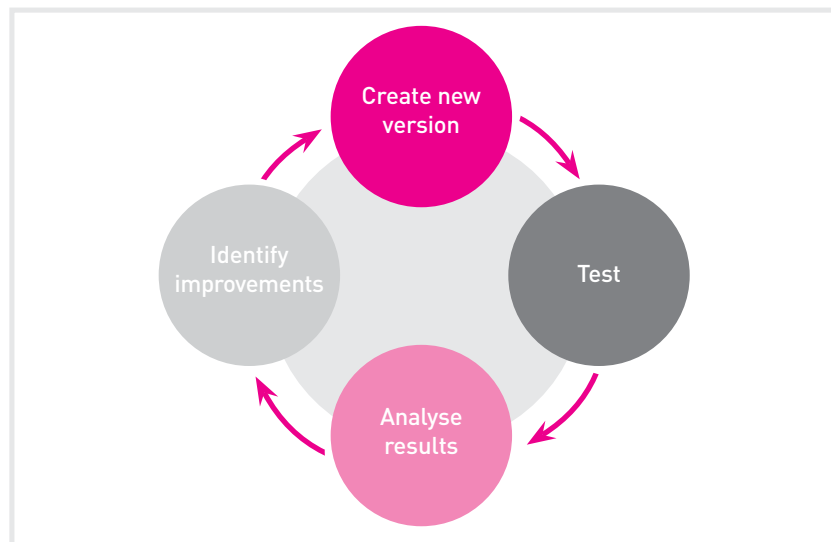 Create new
version
Test
Analyse
results
Identify
improvements